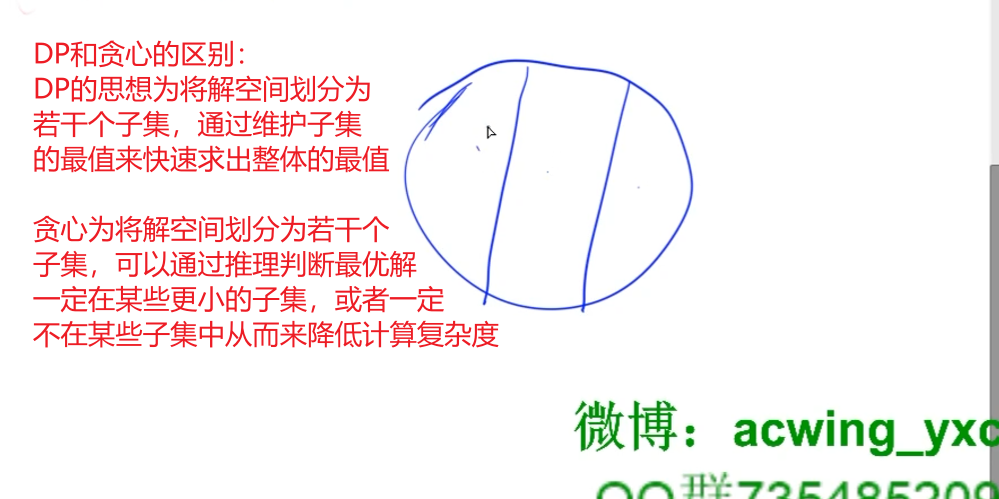 DP和贪心的区别：
DP的思想为将解空间划分为
若干个子集，通过维护子集
的最值来快速求出整体的最值
贪心为将解空间划分为若干个
子集，可以通过推理判断最优解
一定在某些更小的子集，或者一定
不在某些子集中从而来降低计算复杂度
微博：acwing_yxc
QQ群735485209